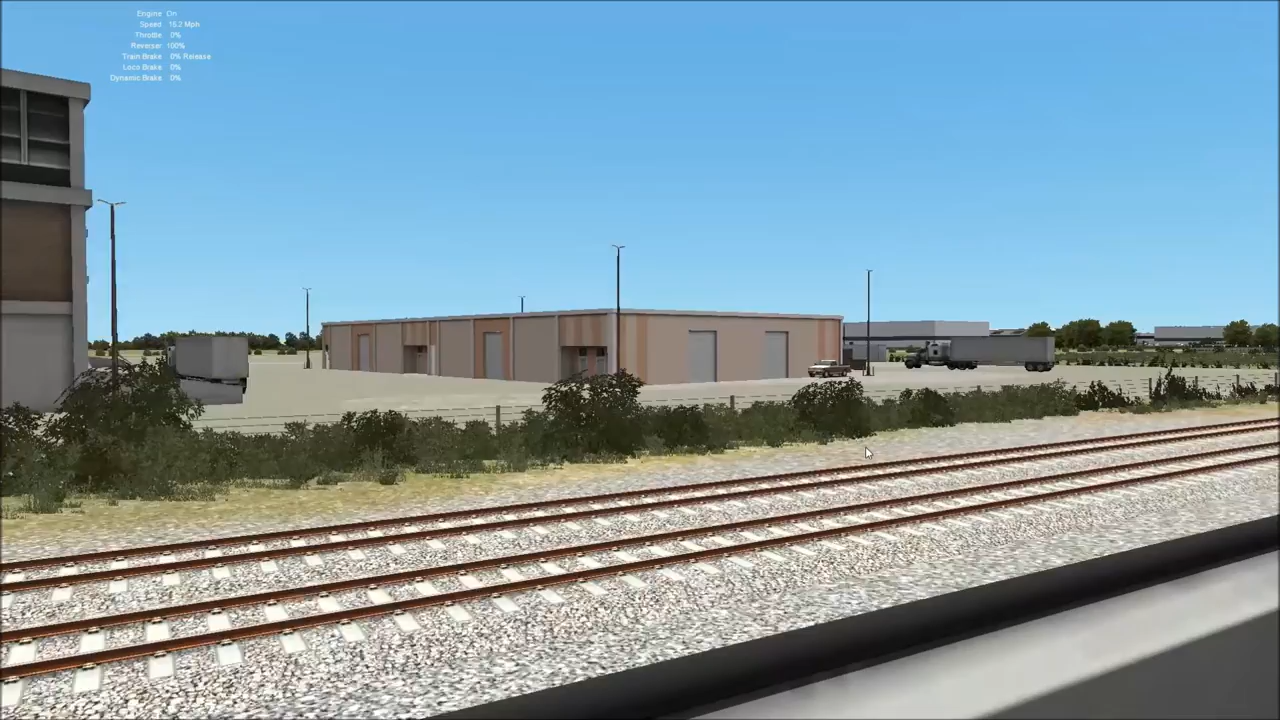 Engine On
Speed 16.2 Mph
Throttle 0%
Reverser 100%
Train Brake 0% Release
Loco Brake 0%
Dynamic Brake 0%